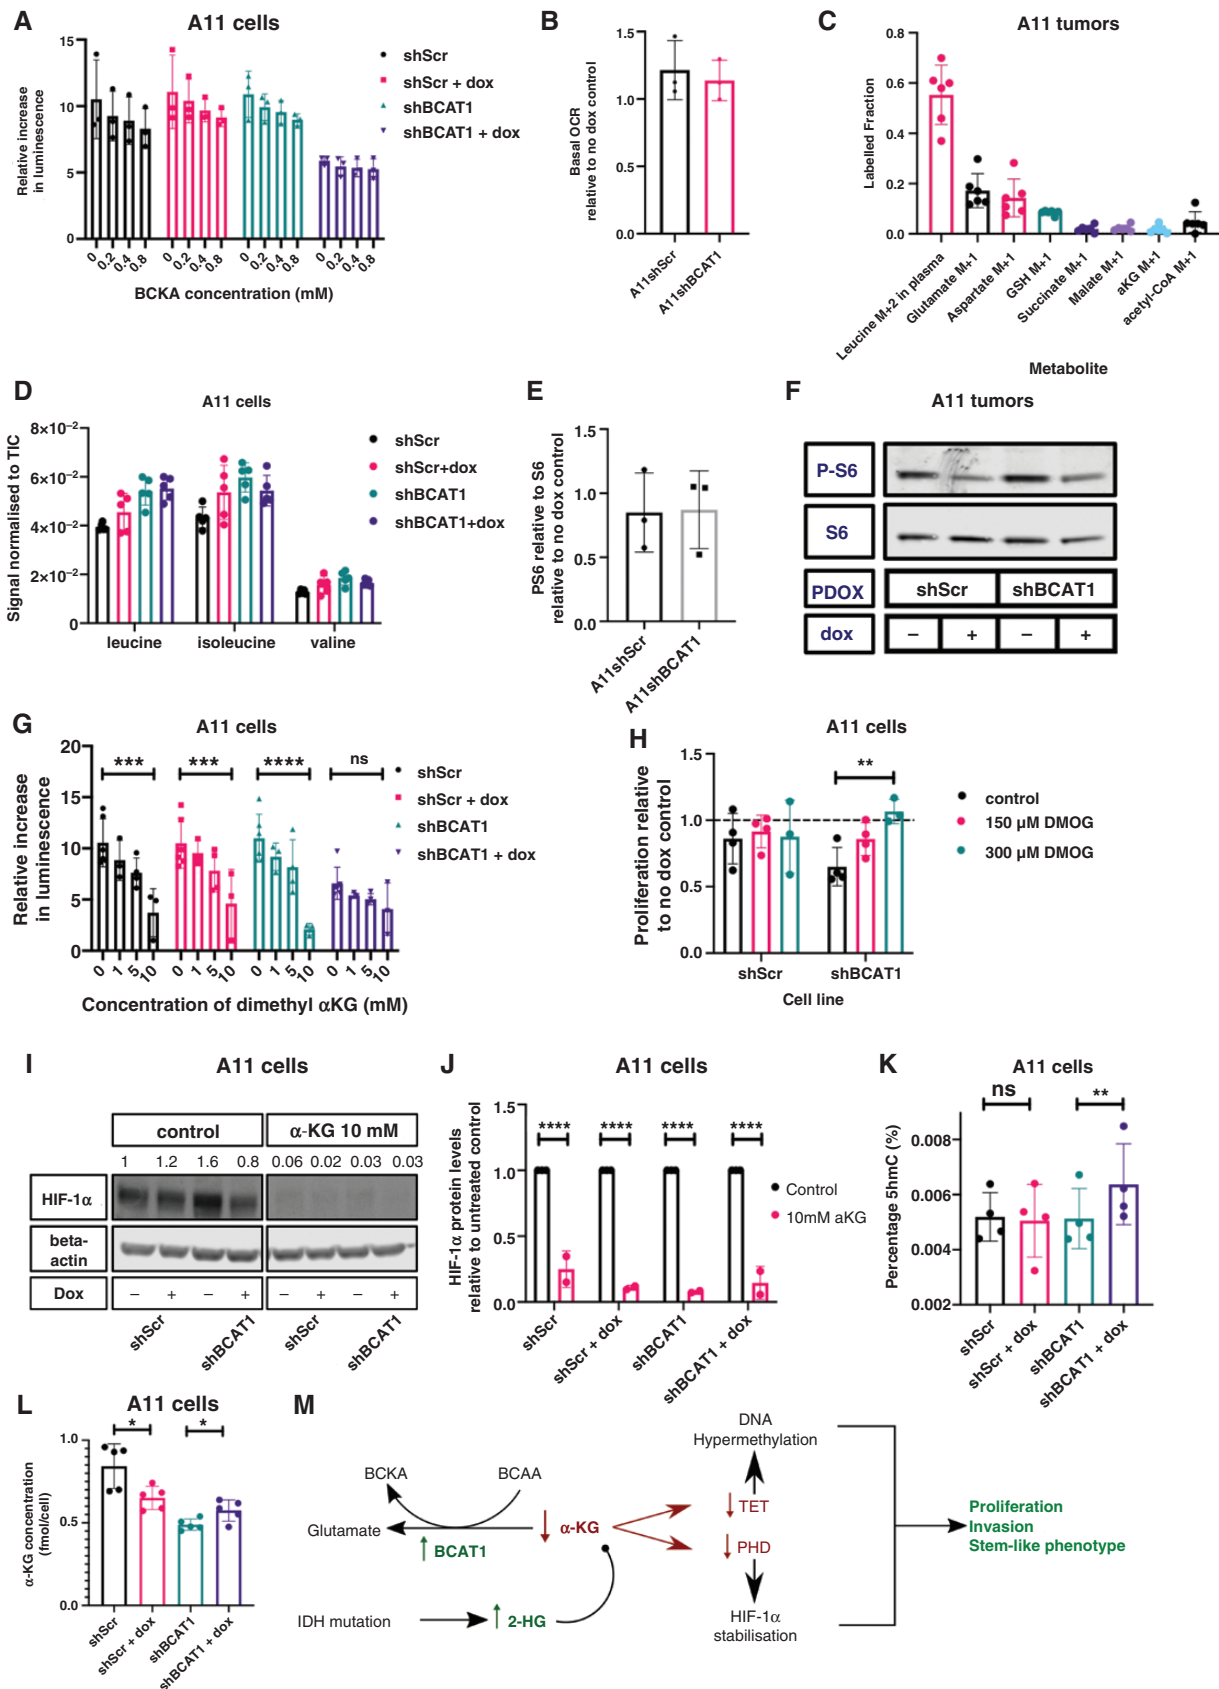 A
A11 cells
Relative increase
in luminescence
15
10
5
0
0 0.2 0.4 0.8 0 0.2 0.4 0.8 0 0.2 0.4 0.8 0 0.2 0.4 0.8
BCKA concentration (mM)
shScr
shScr + dox
shBCAT1
shBCAT1 + dox
B
Basal OCR
relative to no dox control
1.5
1.0
0.5
0.0
A11shScr
A11shBCAT1
C
A11 tumors
Labelled Fraction
0.8
0.6
0.4
0.2
0.0
Leucine M+2 in plasma
Glutamate M+1
Aspartate M+1
GSH M+1
Succinate M+1
Malate M+1
aKG M+1
acetyl-CoA M+1
Metabolite
D
A11 cells
Signal normalised to TIC
8×10⁻²
6×10⁻²
4×10⁻²
2×10⁻²
0
leucine isoleucine valine
shScr
shScr+dox
shBCAT1
shBCAT1+dox
E
PS6 relative to S6
relative to no dox control
1.5
1.0
0.5
0.0
A11shScr
A11shBCAT1
F
A11 tumors
P-S6
S6
PDOX shScr shBCAT1
dox − + − +
G
A11 cells
Relative increase
in luminescence
20
15
10
5
0
*** *** **** ns
0 1 5 10 0 1 5 10 0 1 5 10 0 1 5 10
Concentration of dimethyl αKG (mM)
shScr
shScr + dox
shBCAT1
shBCAT1 + dox
H
A11 cells
Proliferation relative
to no dox control
1.5
1.0
0.5
0.0
**
shScr shBCAT1
Cell line
control
150 μM DMOG
300 μM DMOG
I
A11 cells
control α-KG 10 mM
1 1.2 1.6 0.8 0.06 0.02 0.03 0.03
HIF-1α
beta-
actin
Dox − + − + − + − +
shScr shBCAT1 shScr shBCAT1
J
A11 cells
HIF-1α protein levels
relative to untreated control
1.5
1.0
0.5
0.0
**** **** **** ****
shScr
shScr + dox
shBCAT1
shBCAT1 + dox
Control
10mM aKG
K
A11 cells
Percentage 5hmC (%)
0.008
0.006
0.004
0.002
ns **
shScr
shScr + dox
shBCAT1
shBCAT1 + dox
L
A11 cells
α-KG concentration
(fmol/cell)
1.0
0.5
0.0
* *
shScr
shScr + dox
shBCAT1
shBCAT1 + dox
M
BCKA BCAA
Glutamate
BCAT1
α-KG
IDH mutation
2-HG
DNA
Hypermethylation
TET
PHD
HIF-1α
stabilisation
Proliferation
Invasion
Stem-like phenotype